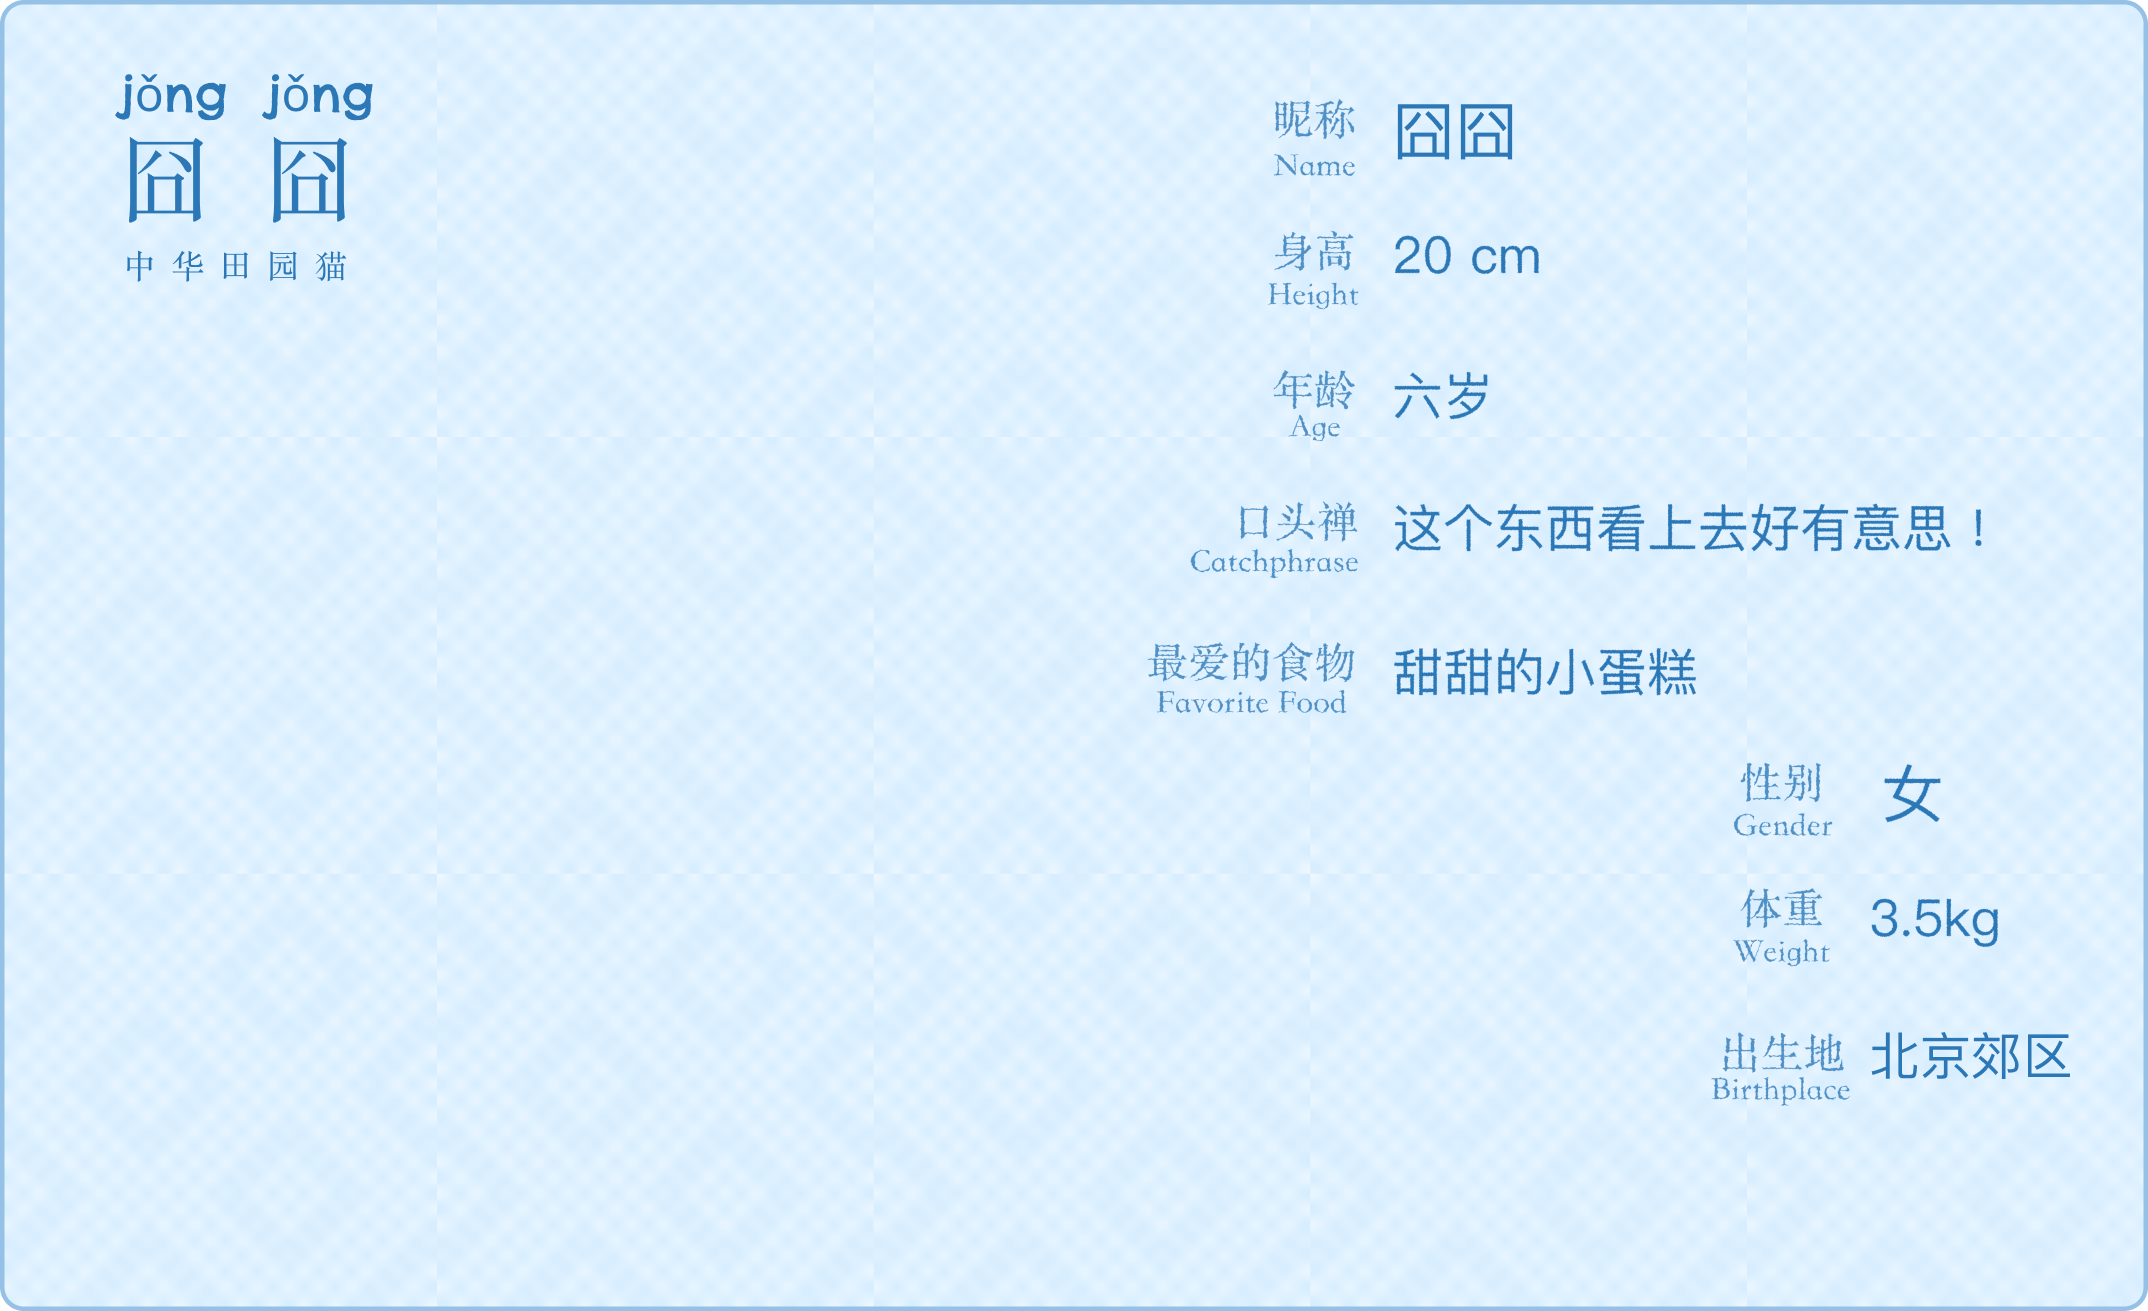 jǒng jǒng
囧 囧
中华田园猫
昵称 囧囧
Name
身高 20 cm
Height
年龄 六岁
Age
口头禅 这个东西看上去好有意思！
Catchphrase
最爱的食物 甜甜的小蛋糕
Favorite Food
性别 女
Gender
体重 3.5kg
Weight
出生地 北京郊区
Birthplace